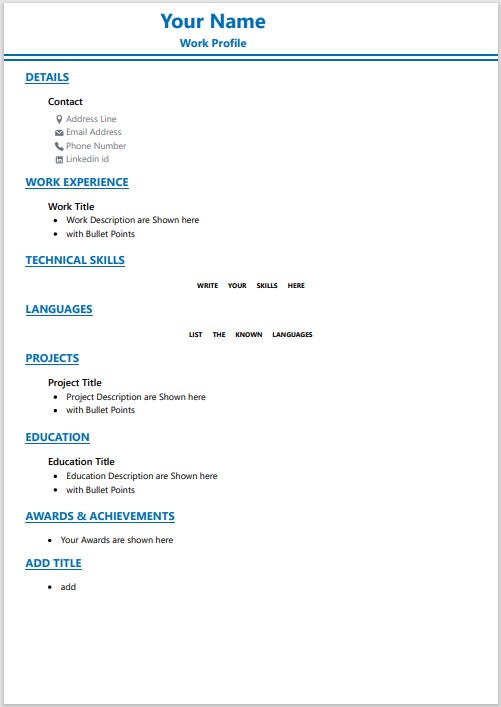 Your Name
Work Profile
DETAILS
Contact
Address Line
Email Address
Phone Number
Linkedin id
WORK EXPERIENCE
Work Title
• Work Description are Shown here
• with Bullet Points
TECHNICAL SKILLS
WRITE YOUR SKILLS HERE
LANGUAGES
LIST THE KNOWN LANGUAGES
PROJECTS
Project Title
• Project Description are Shown here
• with Bullet Points
EDUCATION
Education Title
• Education Description are Shown here
• with Bullet Points
AWARDS & ACHIEVEMENTS
• Your Awards are shown here
ADD TITLE
• add